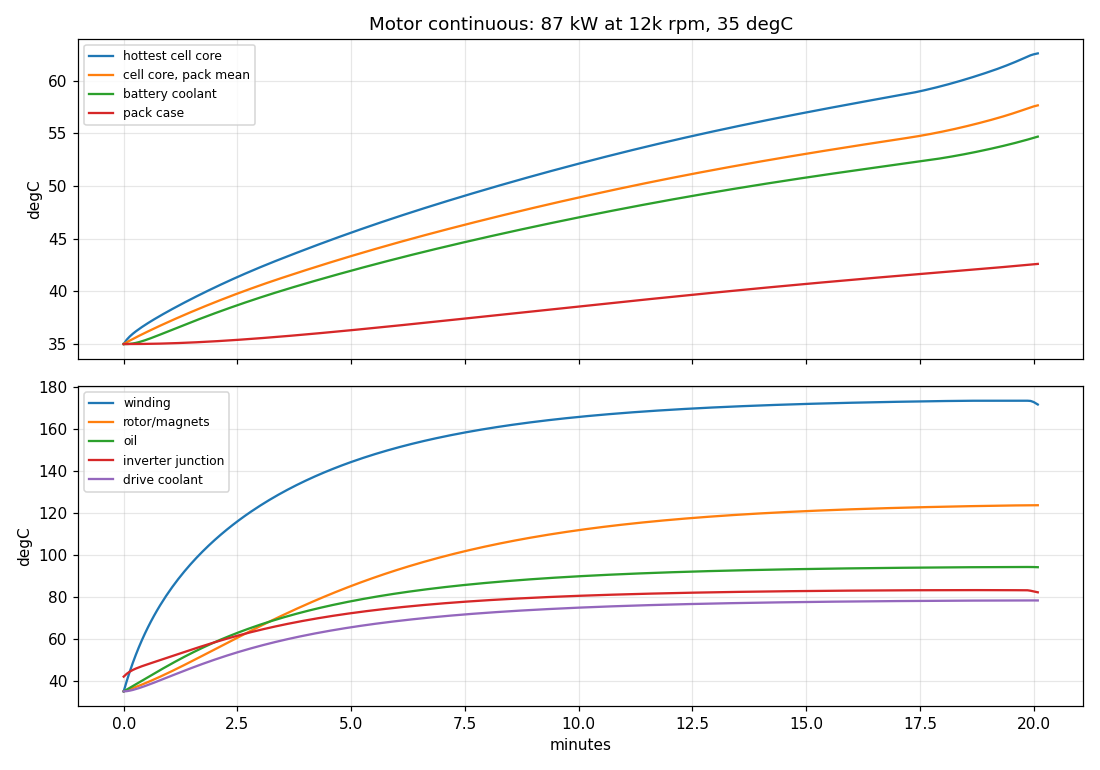 Motor continuous: 87 kW at 12k rpm, 35 degC
hottest cell core
cell core, pack mean
battery coolant
pack case
degC
60
55
50
45
40
35
winding
rotor/magnets
oil
inverter junction
drive coolant
degC
180
160
140
120
100
80
60
40
0.0 2.5 5.0 7.5 10.0 12.5 15.0 17.5 20.0
minutes